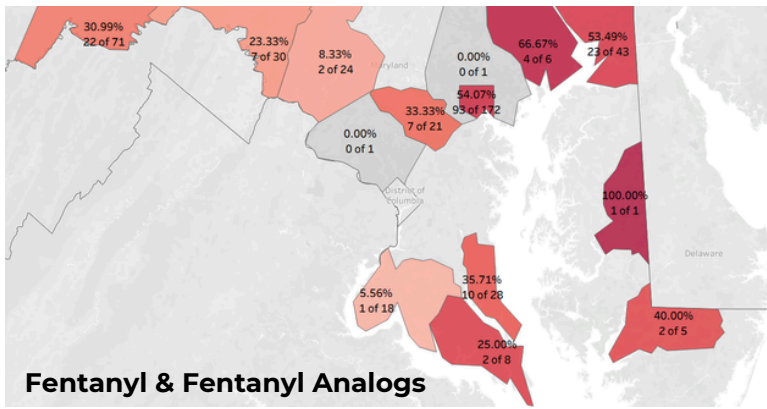 30.99%
22 of 71
23.33%
7 of 30
8.33%
2 of 24
Maryland
0.00%
0 of 1
66.67%
4 of 6
53.49%
23 of 43
54.07%
93 of 172
33.33%
7 of 21
0.00%
0 of 1
District of
Columbia
100.00%
1 of 1
Delaware
5.56%
1 of 18
35.71%
10 of 28
40.00%
2 of 5
25.00%
2 of 8
Fentanyl & Fentanyl Analogs